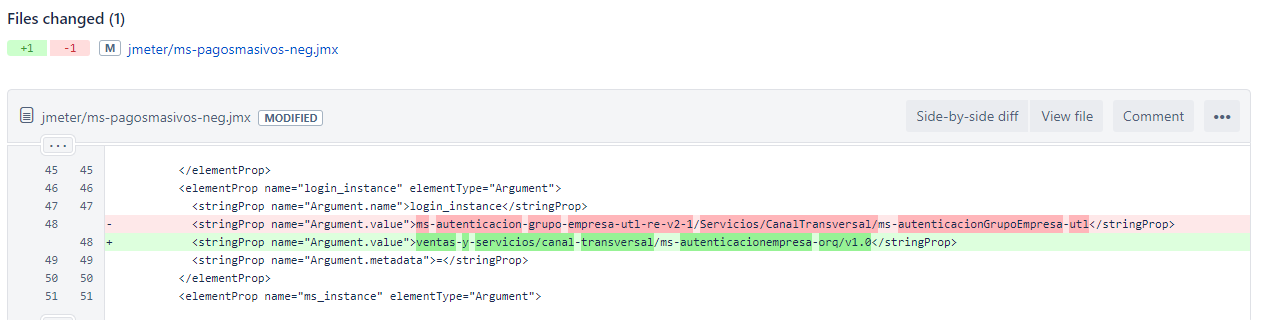 Files changed (1)
+1 -1 M jmeter/ms-pagosmasivos-neg.jmx
jmeter/ms-pagosmasivos-neg.jmx MODIFIED Side-by-side diff View file Comment •••
...
45 45 </elementProp>
46 46 <elementProp name="login_instance" elementType="Argument">
47 47 <stringProp name="Argument.name">login_instance</stringProp>
48 - <stringProp name="Argument.value">ms-autenticacion-grupo-empresa-utl-re-v2-1/Servicios/CanalTransversal/ms-autenticacionGrupoEmpresa-utl</stringProp>
48 + <stringProp name="Argument.value">ventas-y-servicios/canal-transversal/ms-autenticacionempresa-orq/v1.0</stringProp>
49 49 <stringProp name="Argument.metadata">=</stringProp>
50 50 </elementProp>
51 51 <elementProp name="ms_instance" elementType="Argument">